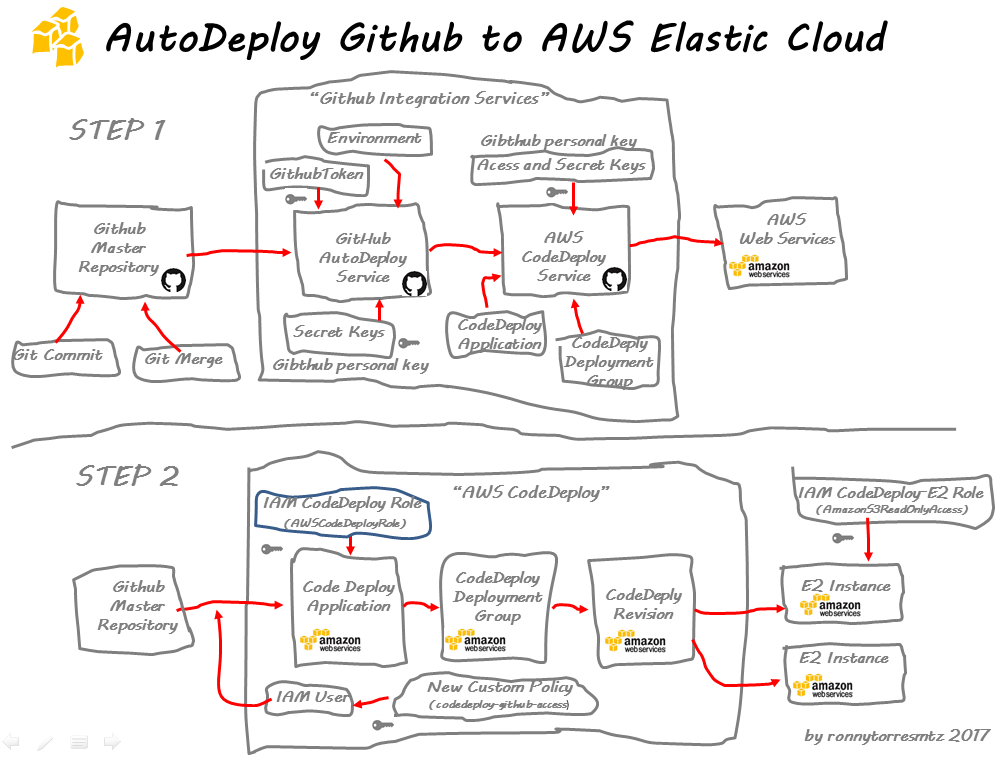 AutoDeploy Github to AWS Elastic Cloud
STEP 1
“Github Integration Services”
Environment
GithubToken
Gibthub personal key
Acess and Secret Keys
Github
Master
Repository
GitHub
AutoDeploy
Service
AWS
CodeDeploy
Service
AWS
Web Services
amazon
webservices
Git Commit
Git Merge
Secret Keys
Gibthub personal key
CodeDeploy
Application
CodeDeply
Deployment
Group
STEP 2
“AWS CodeDeploy”
IAM CodeDeploy Role
(AWSCodeDeployRole)
IAM CodeDeploy-E2 Role
(AmazonS3ReadOnlyAccess)
Github
Master
Repository
Code Deploy
Application
amazon
webservices
CodeDeploy
Deployment
Group
amazon
webservices
CodeDeply
Revision
amazon
webservices
E2 Instance
amazon
webservices
E2 Instance
amazon
webservices
IAM User
New Custom Policy
(codedeploy-github-access)
by ronnytorresmtz 2017